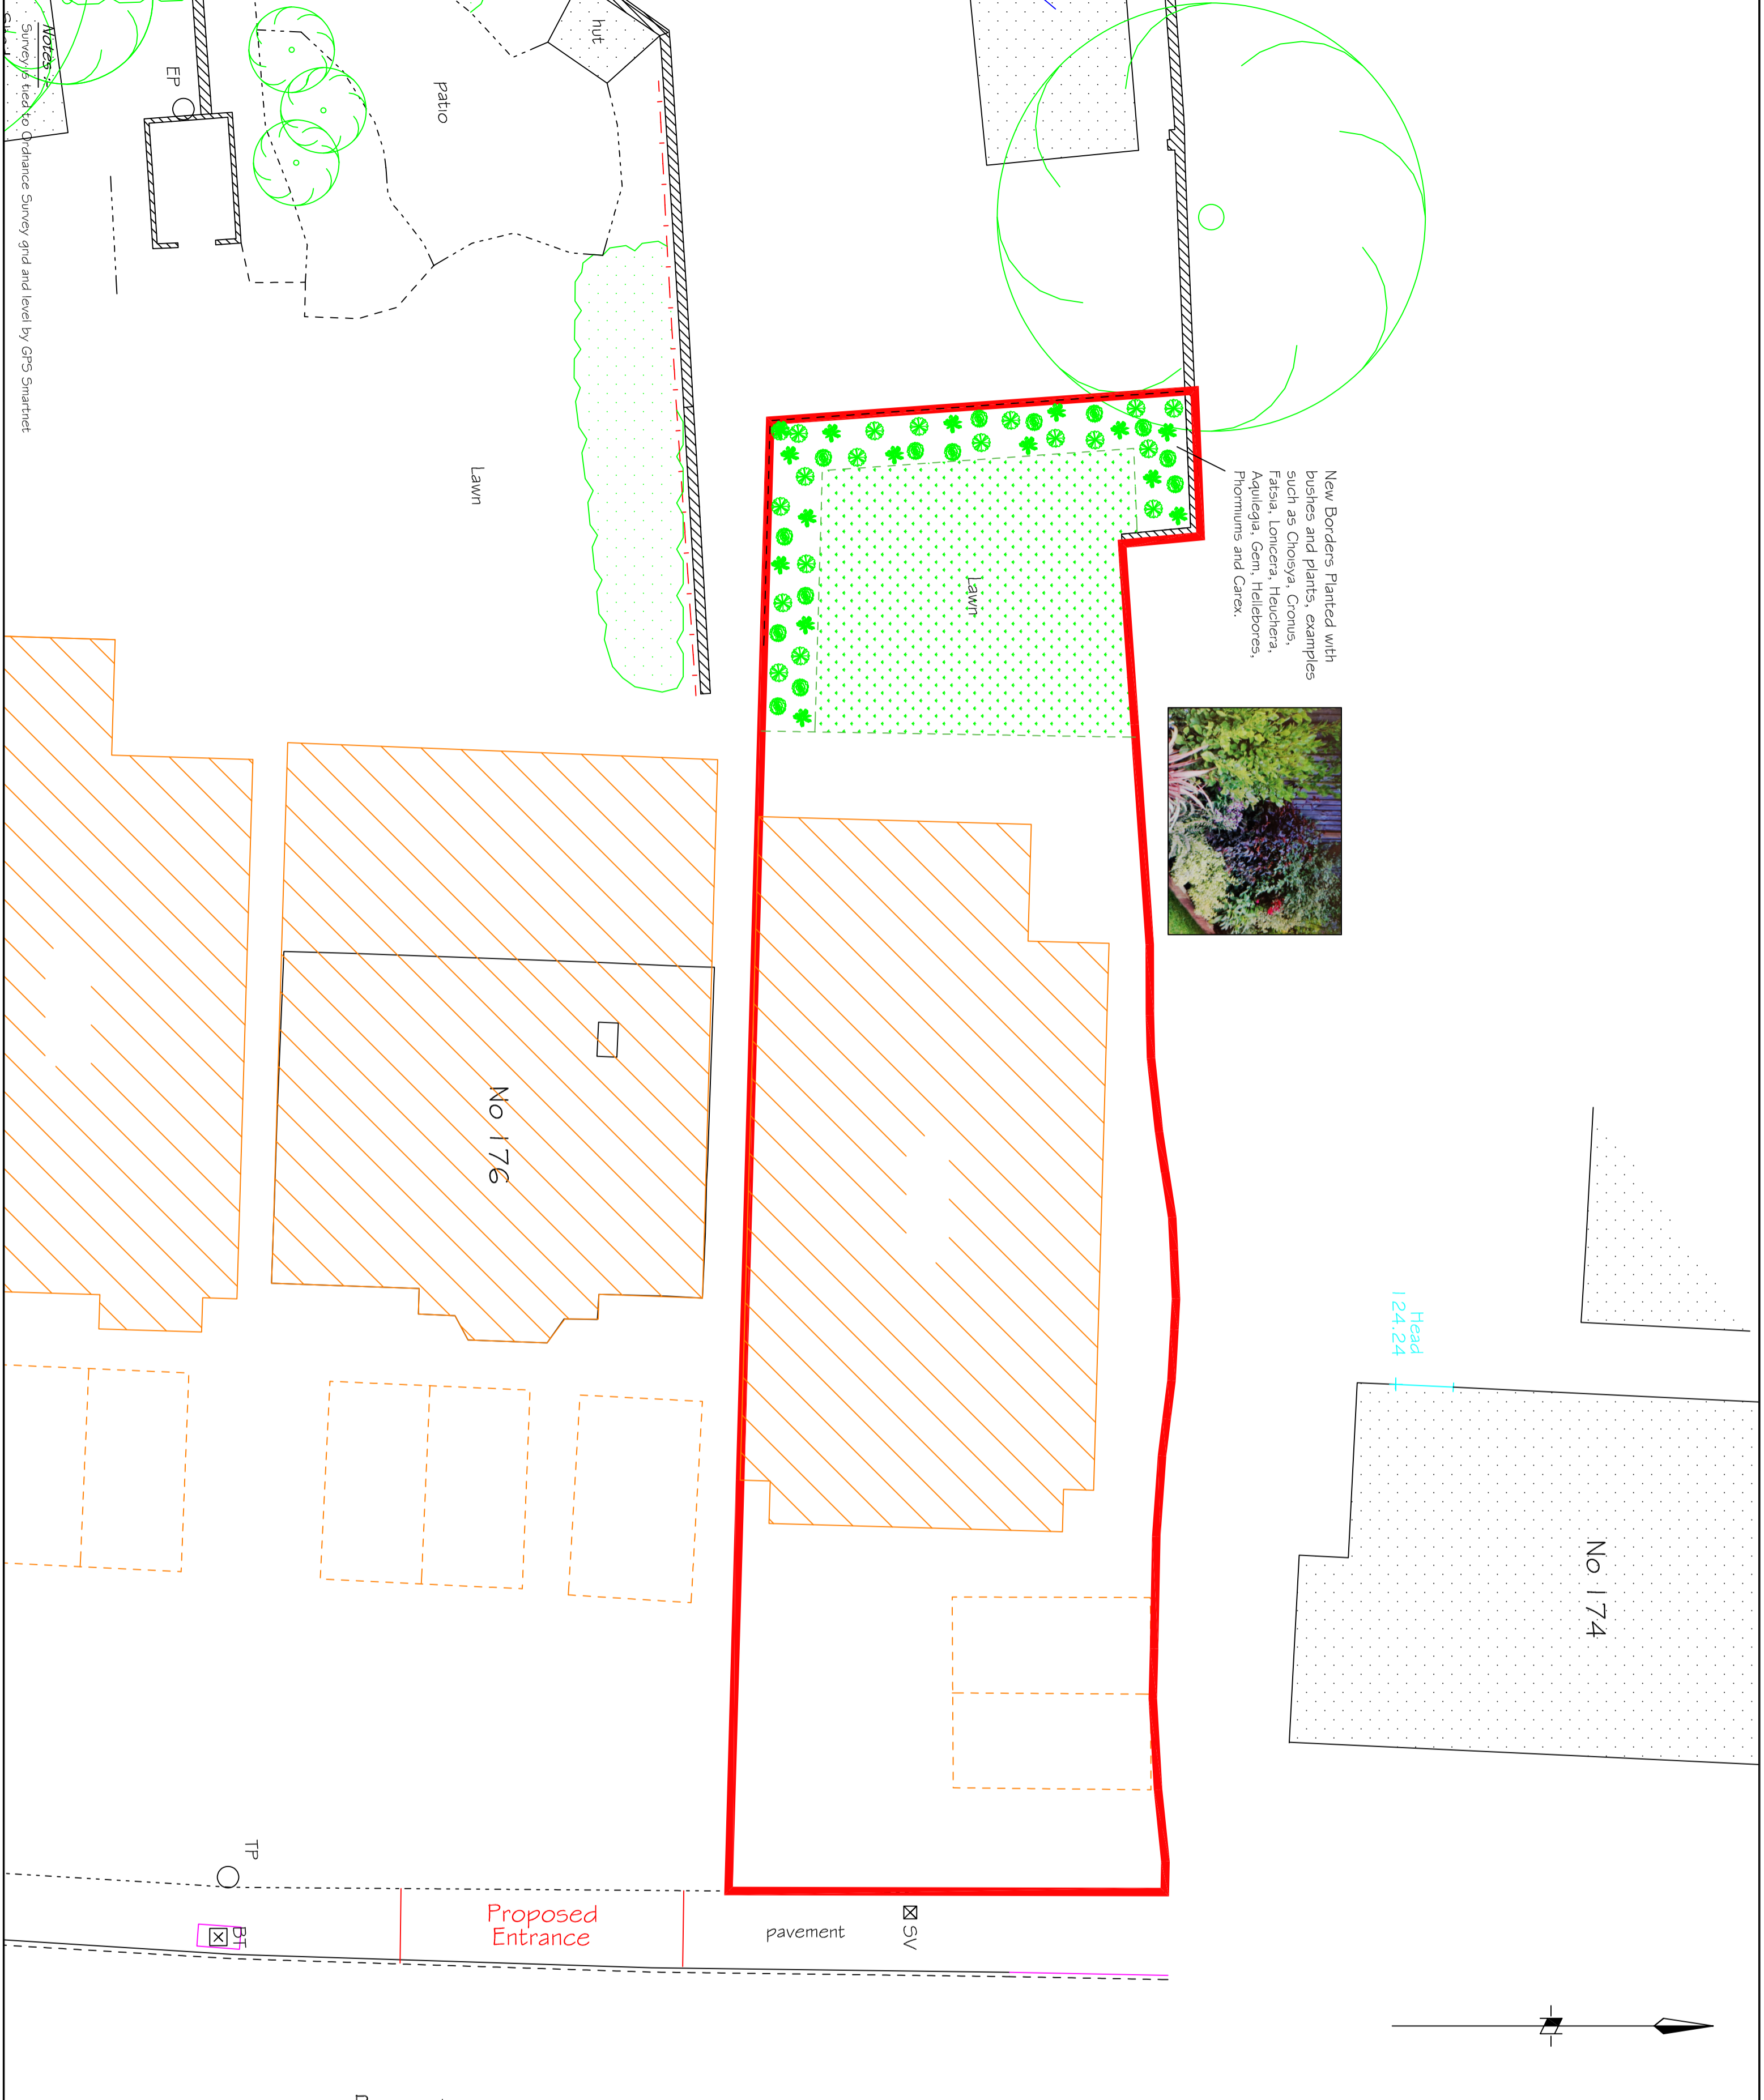 Notes :-
Survey is tied to Ordnance Survey grid and level by GPS Smartnet
EP
patio
hut
Lawn
New Borders Planted with
bushes and plants, examples
such as Choisya, Cronus,
Fatsia, Lonicera, Heuchera,
Aquilegia, Gem, Hellebores,
Phormiums and Carex.
Lawn
No 176
Head
124.24
No 174
TP
BT
Proposed
Entrance
pavement
SV